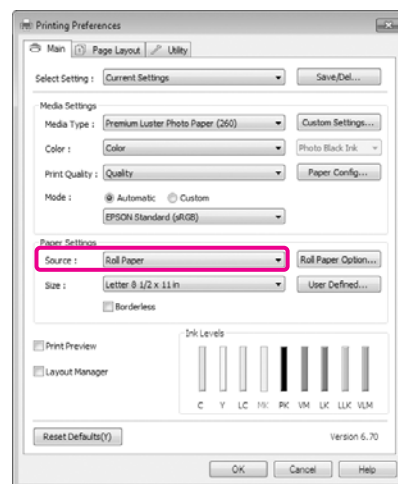 Printing Preferences
Main Page Layout Utility
Select Setting : Current Settings Save/Del...
Media Settings
Media Type : Premium Luster Photo Paper (260) Custom Settings...
Color : Color Photo Black Ink
Print Quality : Quality Paper Config...
Mode : Automatic Custom
EPSON Standard (sRGB)
Paper Settings
Source : Roll Paper Roll Paper Option...
Size : Letter 8 1/2 x 11 in User Defined...
Borderless
Ink Levels
Print Preview
Layout Manager
C Y LC MK PK VM LK LLK VLM
Reset Defaults(Y) Version 6.70
OK Cancel Help